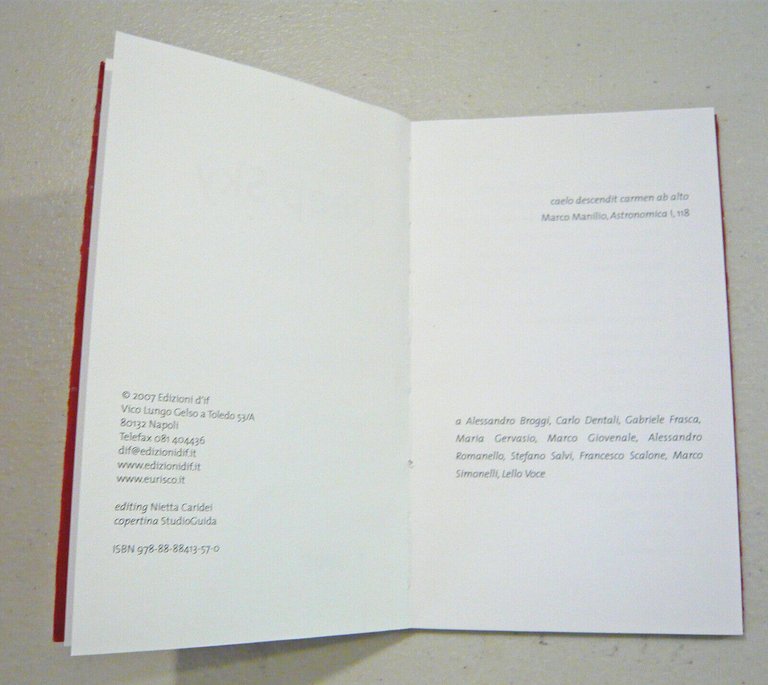 © 2007 Edizioni d'if
Vico Lungo Gelso a Toledo 53/A
80132 Napoli
Telefax 081 404436
dif@edizionidif.it
www.edizionidif.it
www.eurisco.it
editing Nietta Caridei
copertina StudioGuida
ISBN 978-88-88413-57-0
caelo descendit carmen ab alto
Marco Manilio, Astronomica I, 118
a Alessandro Broggi, Carlo Dentali, Gabriele Frasca,
Maria Gervasio, Marco Giovenale, Alessandro
Romanello, Stefano Salvi, Francesco Scalone, Marco
Simonelli, Lello Voce